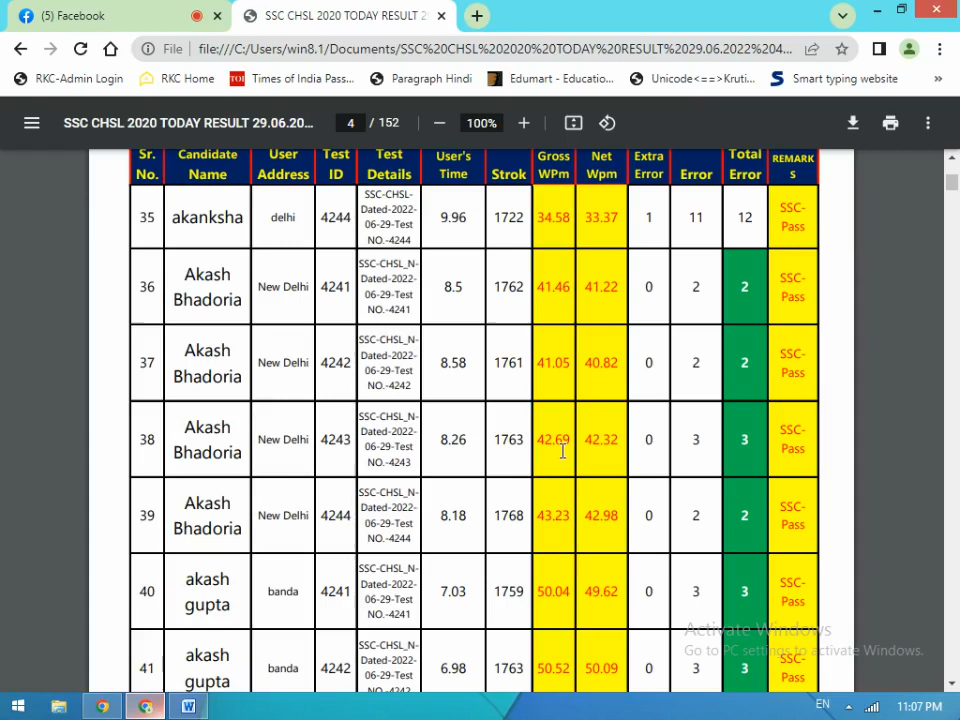 (5) Facebook
SSC CHSL 2020 TODAY RESULT
File
file:///C:/Users/win8.1/Documents/SSC%20CHSL%202020%20TODAY%20RESULT%2029.06.2022%204...
RKC-Admin Login
RKC Home
Times of India Pass...
Paragraph Hindi
Edumart - Educatio...
Unicode<==>Kruti...
Smart typing website
»
SSC CHSL 2020 TODAY RESULT 29.06.20...
4 / 152
100%
Sr. No. Candidate Name User Address Test ID Test Details User's Time Strok Gross WPm Net Wpm Extra Error Error Total Error REMARKS
35 akanksha delhi 4244 SSC-CHSL-Dated-2022-06-29-Test NO.-4244 9.96 1722 34.58 33.37 1 11 12 SSC-Pass
36 Akash Bhadoria New Delhi 4241 SSC-CHSL_N-Dated-2022-06-29-Test NO.-4241 8.5 1762 41.46 41.22 0 2 2 SSC-Pass
37 Akash Bhadoria New Delhi 4242 SSC-CHSL_N-Dated-2022-06-29-Test NO.-4242 8.58 1761 41.05 40.82 0 2 2 SSC-Pass
38 Akash Bhadoria New Delhi 4243 SSC-CHSL_N-Dated-2022-06-29-Test NO.-4243 8.26 1763 42.69 42.32 0 3 3 SSC-Pass
39 Akash Bhadoria New Delhi 4244 SSC-CHSL_N-Dated-2022-06-29-Test NO.-4244 8.18 1768 43.23 42.98 0 2 2 SSC-Pass
40 akash gupta banda 4241 SSC-CHSL_N-Dated-2022-06-29-Test NO.-4241 7.03 1759 50.04 49.62 0 3 3 SSC-Pass
41 akash gupta banda 4242 SSC-CHSL_N-Dated-2022-06-29-Test NO.-4242 6.98 1763 50.52 50.09 0 3 3 SSC-Pass
Activate Windows
Go to PC settings to activate Windows.
EN
11:07 PM